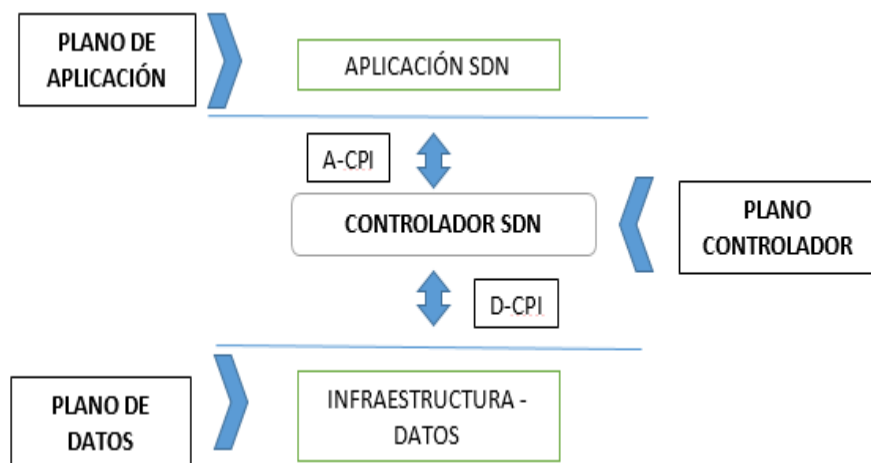 PLANO DE
APLICACIÓN
APLICACIÓN SDN
A-CPI
CONTROLADOR SDN
PLANO
CONTROLADOR
D-CPI
PLANO DE
DATOS
INFRAESTRUCTURA -
DATOS